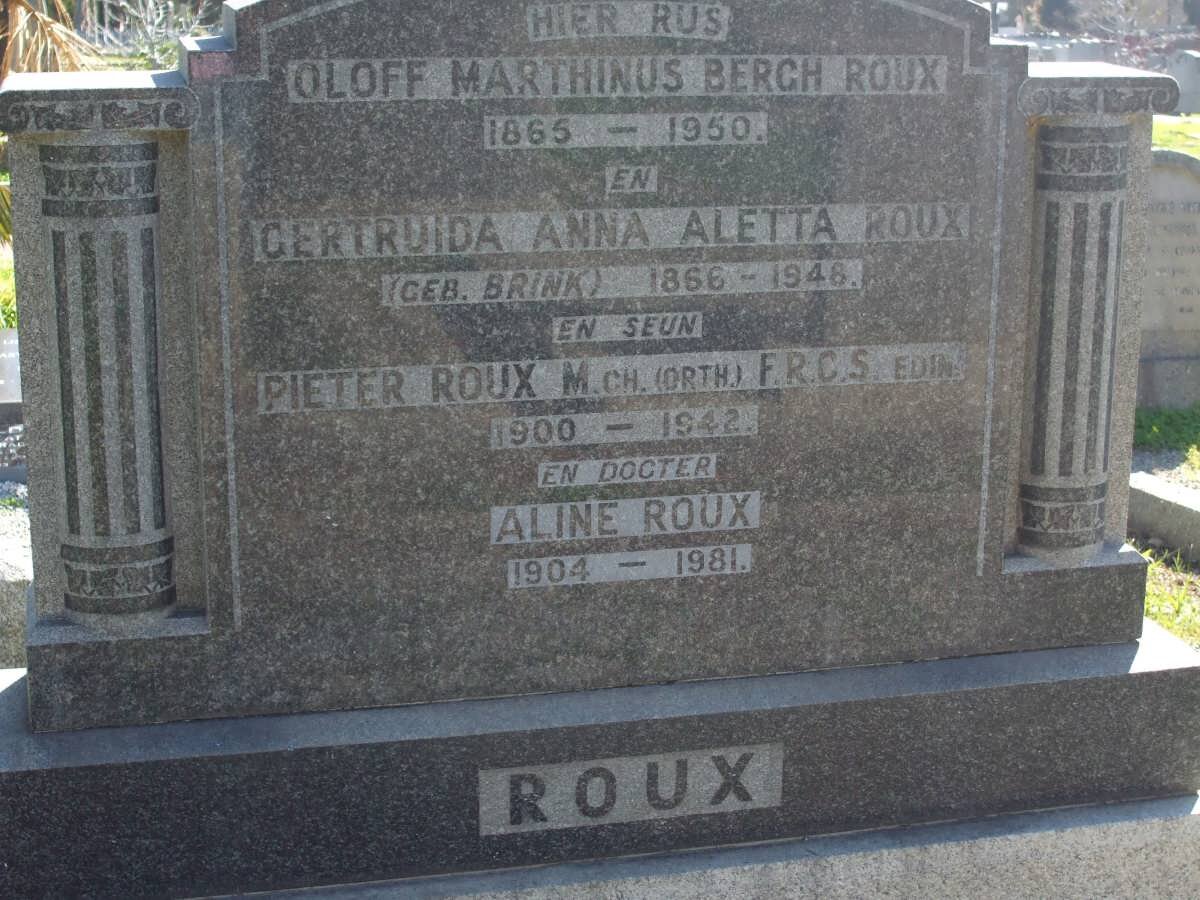 HIER RUS
OLOFF MARTHINUS BERGH ROUX
1865 — 1950.
EN
GERTRUIDA ANNA ALETTA ROUX
(GEB. BRINK) 1866 – 1948.
EN SEUN
PIETER ROUX M.CH. (ORTH.) F.R.C.S. EDIN.
1900 — 1942.
EN DOGTER
ALINE ROUX
1904 — 1981.
ROUX